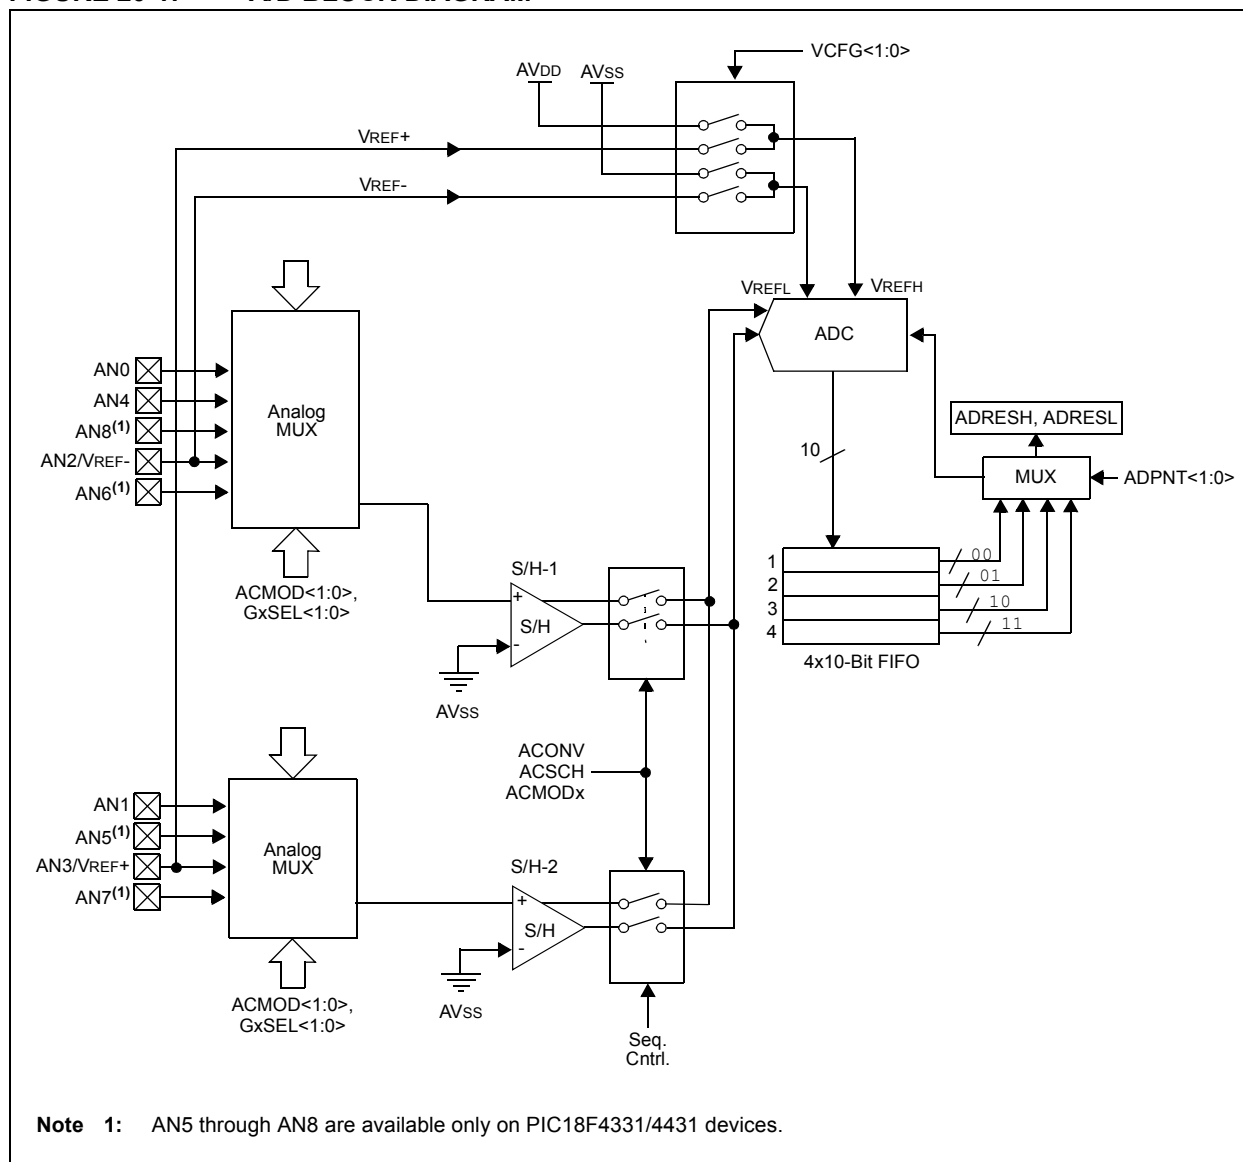 VCFG<1:0>
AVDD AVSS
VREF+
VREF-
VREFL VREFH
ADC
AN0
AN4
AN8(1)
AN2/VREF-
AN6(1)
Analog
MUX
ADRESH, ADRESL
10
MUX
ADPNT<1:0>
ACMOD<1:0>,
GxSEL<1:0>
S/H-1
+
S/H
-
AVSS
1 00
2 01
3 10
4 11
4x10-Bit FIFO
ACONV
ACSCH
ACMODx
AN1
AN5(1)
AN3/VREF+
AN7(1)
Analog
MUX
S/H-2
+
S/H
-
AVSS
ACMOD<1:0>,
GxSEL<1:0>
Seq.
Cntrl.
Note 1: AN5 through AN8 are available only on PIC18F4331/4431 devices.